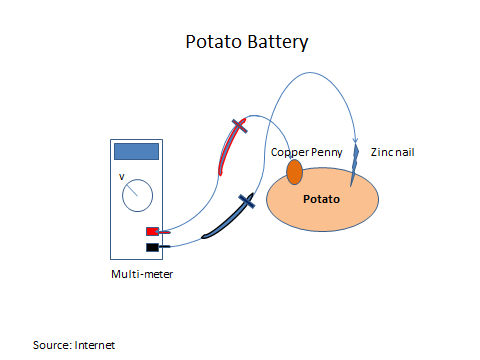 Potato Battery
Copper Penny
Zinc nail
V
Potato
Multi-meter
Source: Internet